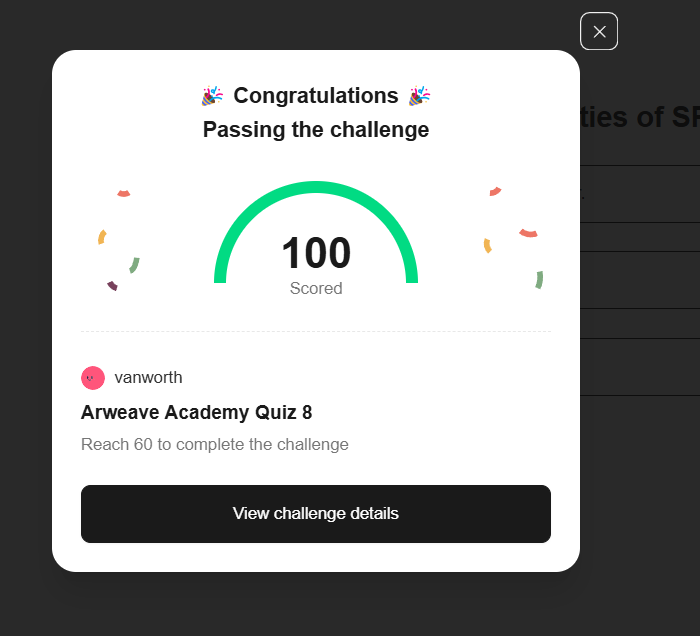 🎉 Congratulations 🎉
Passing the challenge
ties of
100
Scored
vanworth
Arweave Academy Quiz 8
Reach 60 to complete the challenge
View challenge details